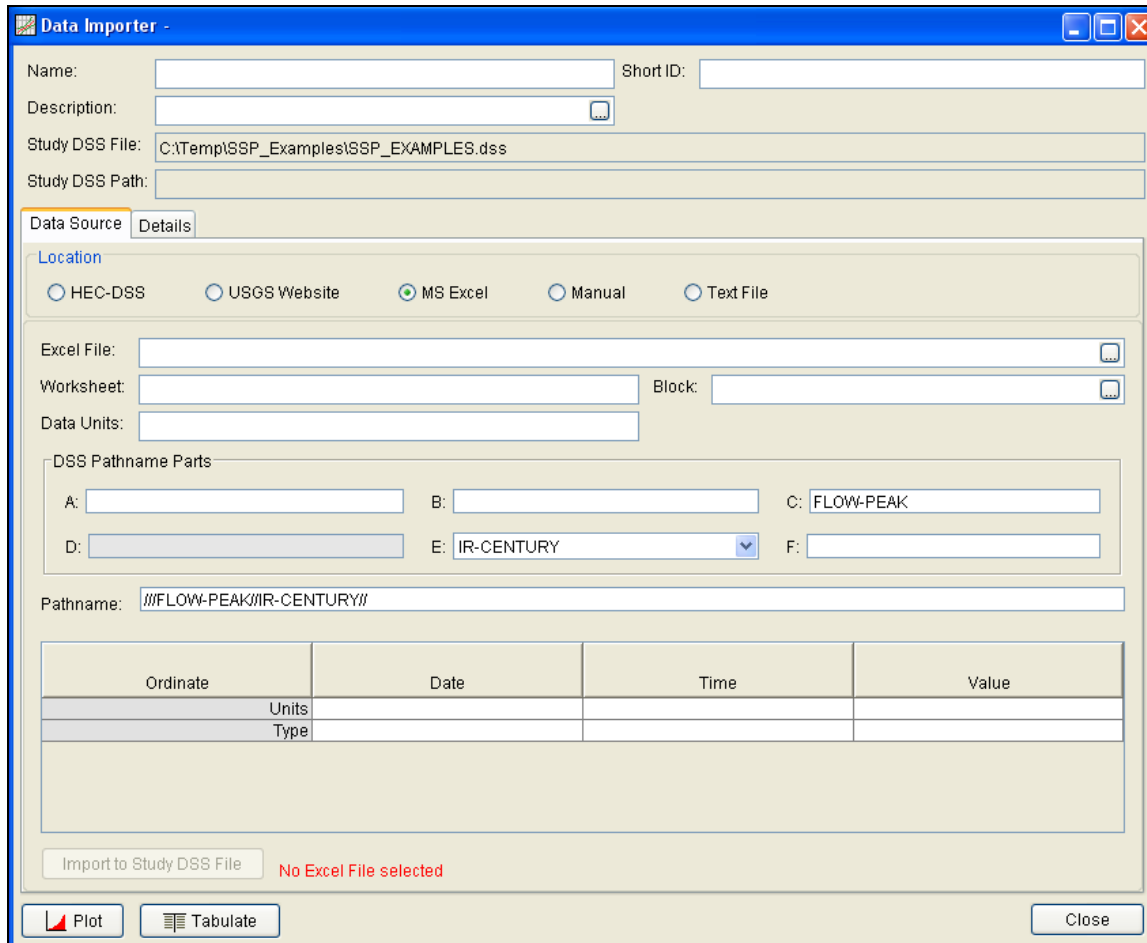 Data Importer -
Name: Short ID:
Description: ...
Study DSS File: C:\Temp\SSP_Examples\SSP_EXAMPLES.dss
Study DSS Path:
Data Source Details
Location
HEC-DSS USGS Website MS Excel Manual Text File
Excel File: ...
Worksheet: Block: ...
Data Units:
DSS Pathname Parts
A: B: C: FLOW-PEAK
D: E: IR-CENTURY F:
Pathname: ///FLOW-PEAK//IR-CENTURY//
Ordinate Date Time Value
Units
Type
Import to Study DSS File No Excel File selected
Plot Tabulate Close